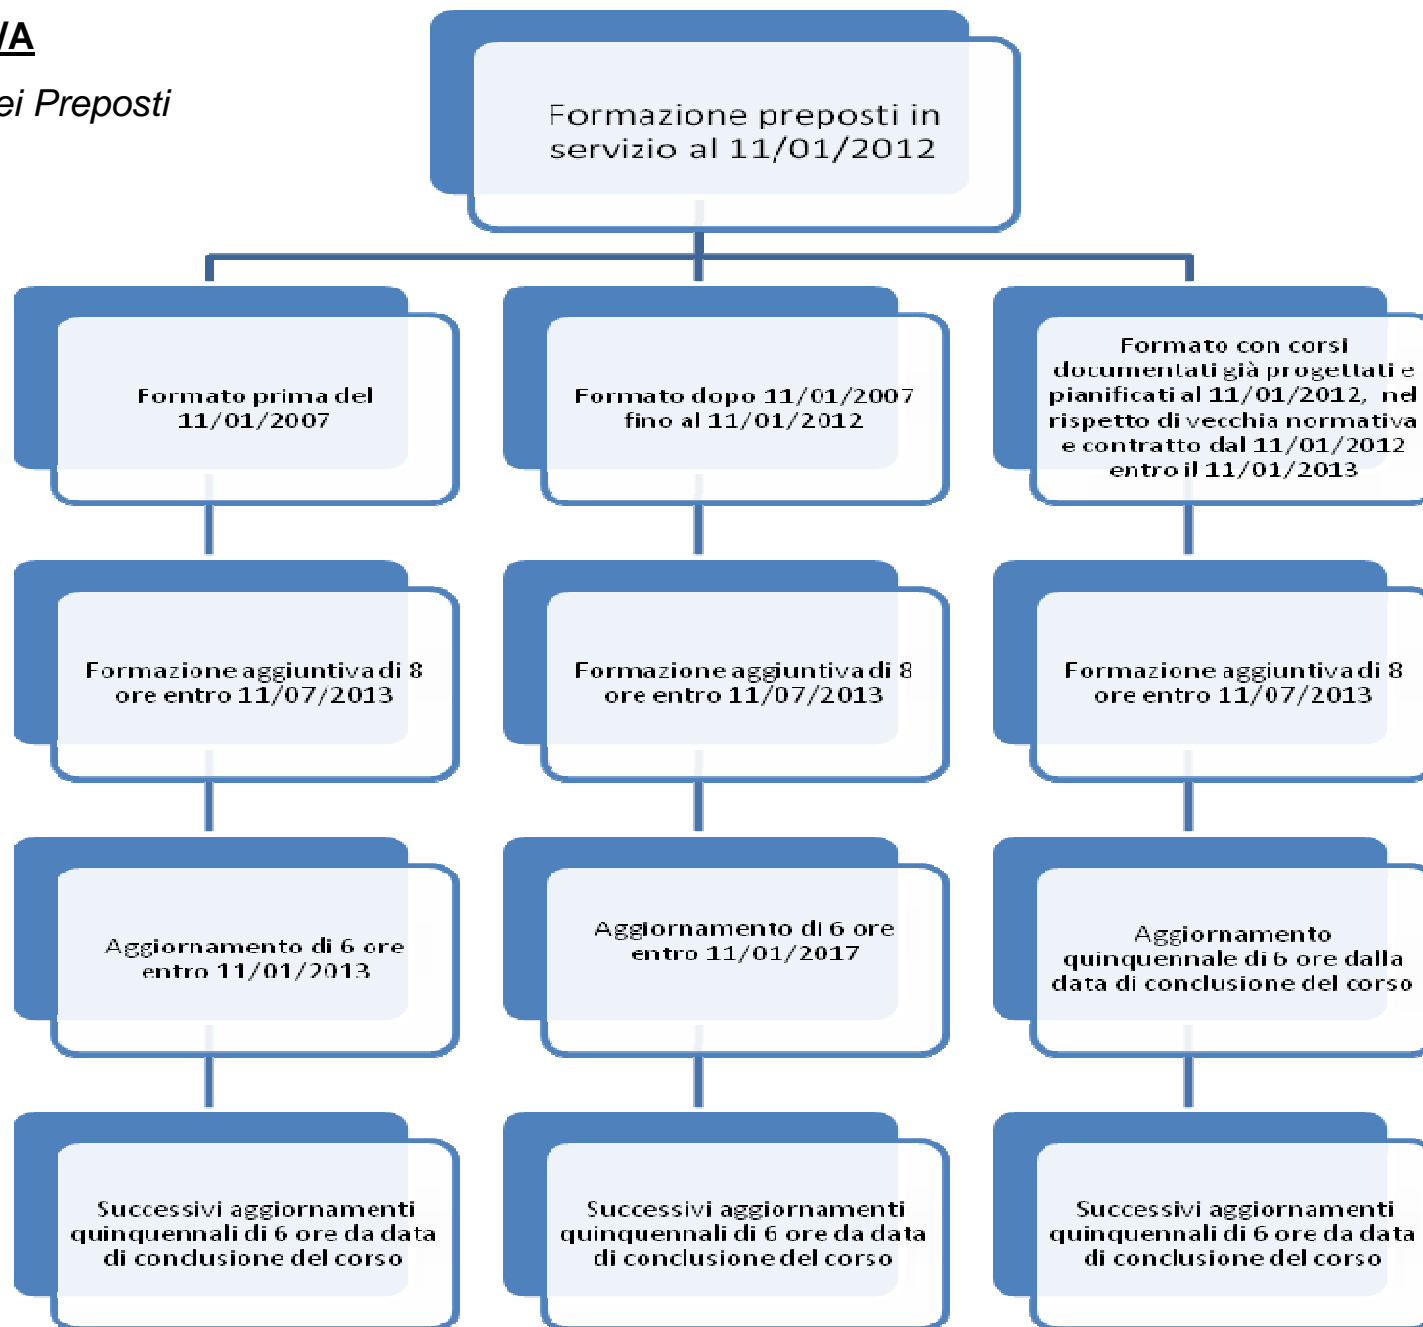 /A
ei Preposti
Formazione preposti in
servizio al 11/01/2012
Formato prima del
11/01/2007
Formato dopo 11/01/2007
fino al 11/01/2012
Formato con corsi
documentati già progettati e
pianificati al 11/01/2012, nel
rispetto di vecchia normativa
e contratto dal 11/01/2012
entro il 11/01/2013
Formazione aggiuntiva di 8
ore entro 11/07/2013
Formazione aggiuntiva di 8
ore entro 11/07/2013
Formazione aggiuntiva di 8
ore entro 11/07/2013
Aggiornamento di 6 ore
entro 11/01/2013
Aggiornamento di 6 ore
entro 11/01/2017
Aggiornamento
quinquennale di 6 ore dalla
data di conclusione del corso
Successivi aggiornamenti
quinquennali di 6 ore da data
di conclusione del corso
Successivi aggiornamenti
quinquennali di 6 ore da data
di conclusione del corso
Successivi aggiornamenti
quinquennali di 6 ore da data
di conclusione del corso